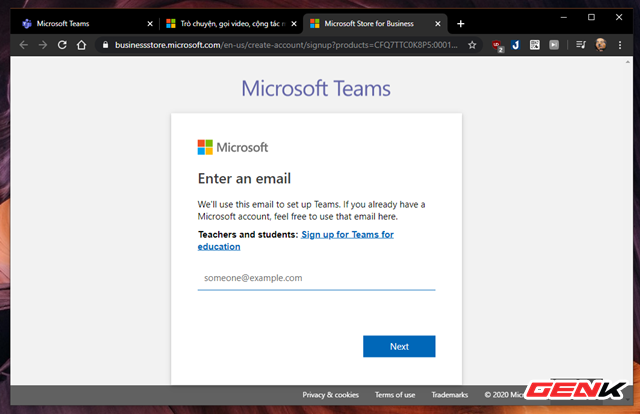 Microsoft Teams
Trò chuyện, gọi video, cộng tác n
Microsoft Store for Business
businessstore.microsoft.com/en-us/create-account/signup?products=CFQ7TTC0K8P5:0001...
2
Microsoft Teams
Microsoft
Enter an email
We'll use this email to set up Teams. If you already have a
Microsoft account, feel free to use that email here.
Teachers and students: Sign up for Teams for
education
someone@example.com
Next
Privacy & cookies Terms of use Trademarks © 2020 Micr
GENK